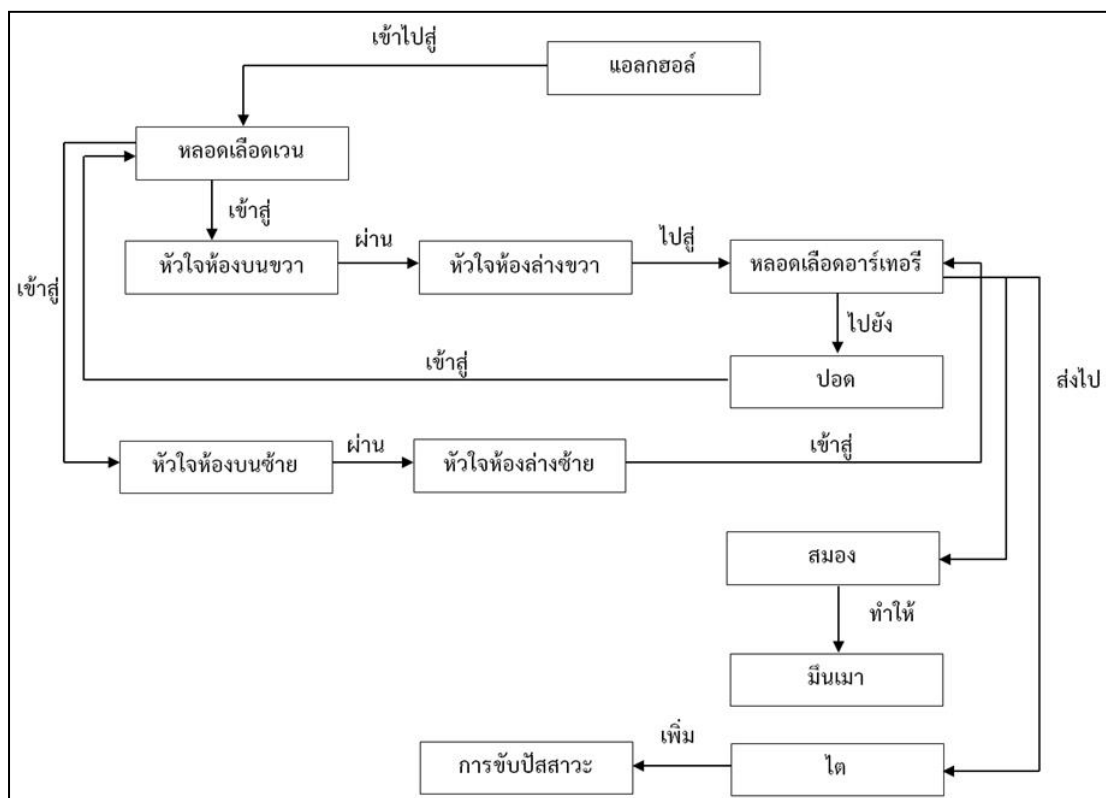 เข้าไปสู่
แอลกฮอล์
หลอดเลือดเวน
เข้าสู่
ผ่าน
ไปสู่
หัวใจห้องบนขวา
หัวใจห้องล่างขวา
หลอดเลือดอาร์เทอรี
เข้าสู่
ไปยัง
เข้าสู่
ปอด
ส่งไป
ผ่าน
เข้าสู่
หัวใจห้องบนซ้าย
หัวใจห้องล่างซ้าย
สมอง
ทำให้
มึนเมา
เพิ่ม
การขับปัสสาวะ
ไต